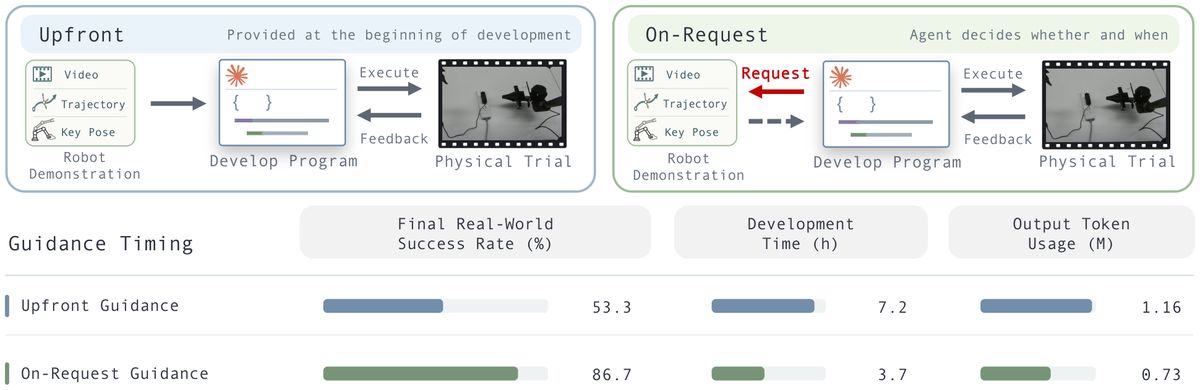 Upfront
Provided at the beginning of development
Video
Trajectory
Key Pose
Robot
Demonstration
{ }
Develop Program
Execute
Feedback
Physical Trial
On-Request
Agent decides whether and when
Video
Trajectory
Key Pose
Robot
Demonstration
Request
{ }
Develop Program
Execute
Feedback
Physical Trial
Guidance Timing
Final Real-World
Success Rate (%)
Development
Time (h)
Output Token
Usage (M)
Upfront Guidance
53.3
7.2
1.16
On-Request Guidance
86.7
3.7
0.73